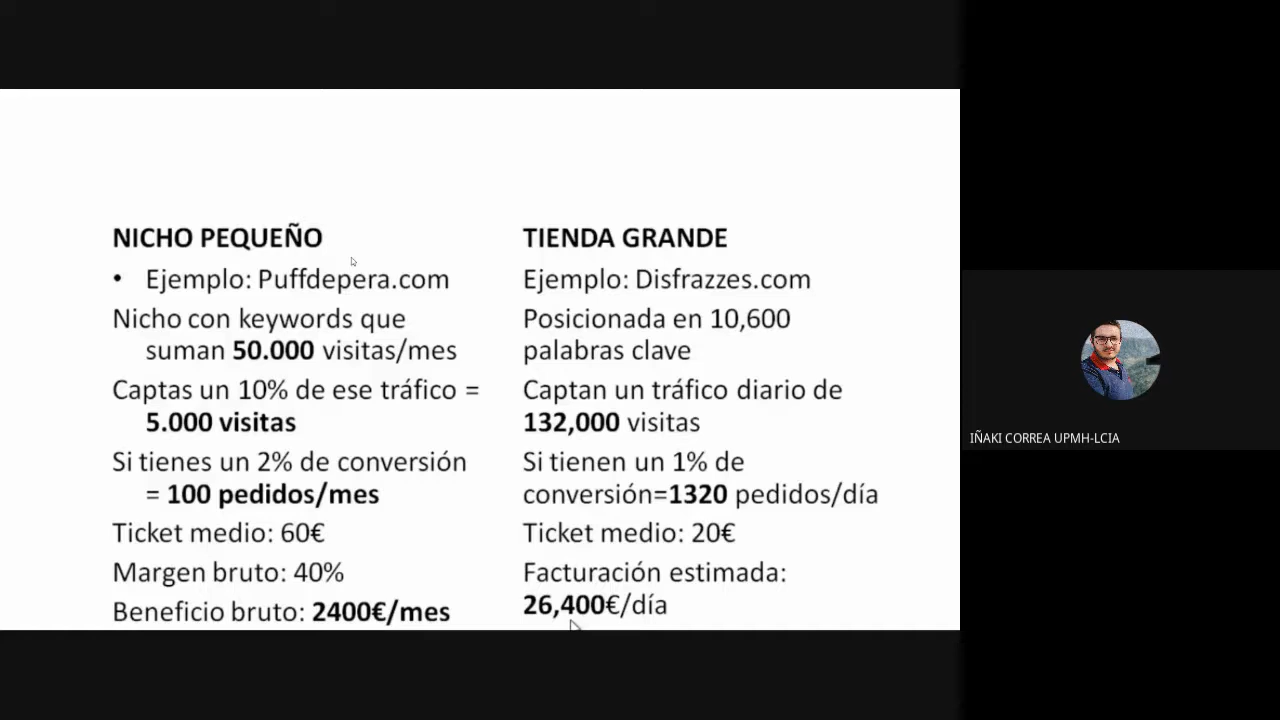 NICHO PEQUEÑO
• Ejemplo: Puffdepera.com
Nicho con keywords que
suman 50.000 visitas/mes
Captas un 10% de ese tráfico =
5.000 visitas
Si tienes un 2% de conversión
= 100 pedidos/mes
Ticket medio: 60€
Margen bruto: 40%
Beneficio bruto: 2400€/mes
TIENDA GRANDE
Ejemplo: Disfrazzes.com
Posicionada en 10,600
palabras clave
Captan un tráfico diario de
132,000 visitas
Si tienen un 1% de
conversión=1320 pedidos/día
Ticket medio: 20€
Facturación estimada:
26,400€/día
IÑAKI CORREA UPMH-LCIA